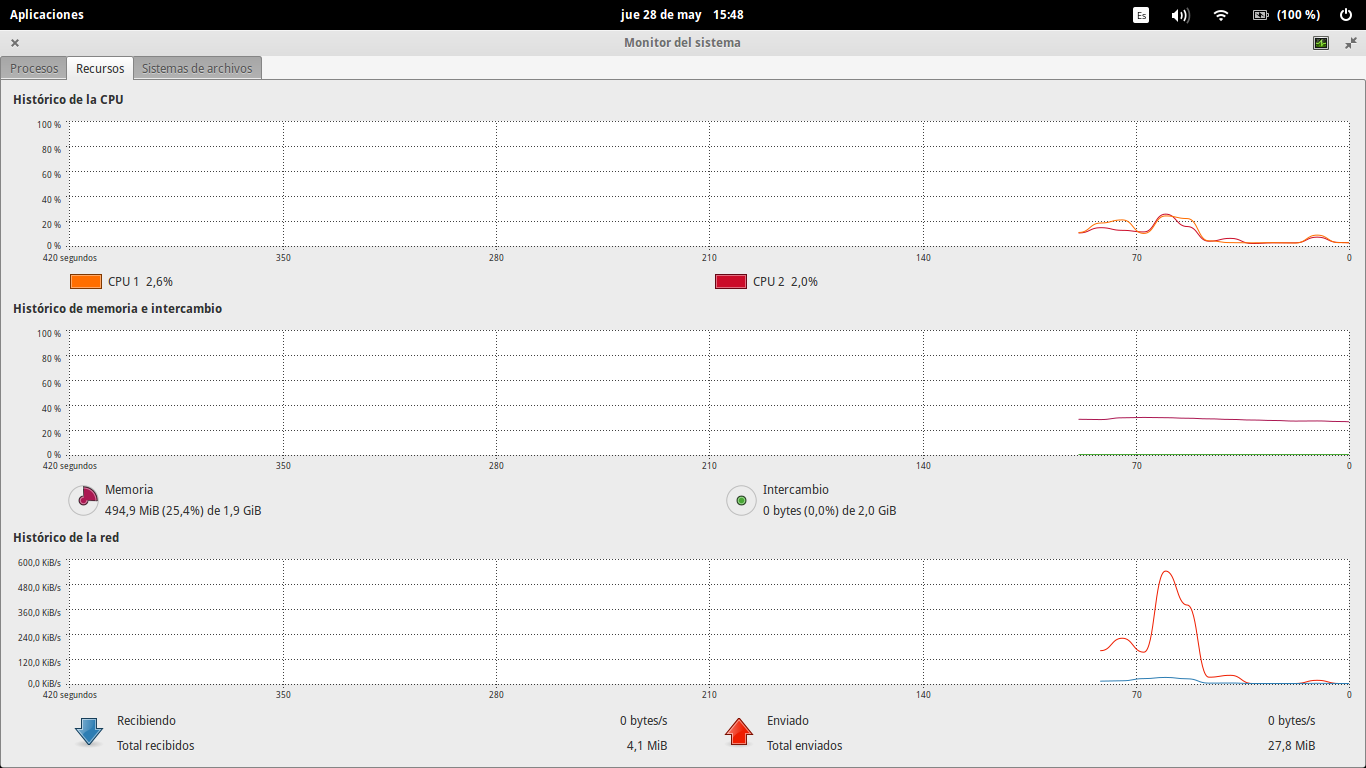 Aplicaciones jue 28 de may 15:48 Es (100 %)
Monitor del sistema
Procesos Recursos Sistemas de archivos
Histórico de la CPU
100 %
80 %
60 %
40 %
20 %
0 %
420 segundos 350 280 210 140 70 0
CPU 1 2,6% CPU 2 2,0%
Histórico de memoria e intercambio
100 %
80 %
60 %
40 %
20 %
0 %
420 segundos 350 280 210 140 70 0
Memoria Intercambio
494,9 MiB (25,4%) de 1,9 GiB 0 bytes (0,0%) de 2,0 GiB
Histórico de la red
600,0 KiB/s
480,0 KiB/s
360,0 KiB/s
240,0 KiB/s
120,0 KiB/s
0,0 KiB/s
420 segundos 350 280 210 140 70 0
Recibiendo 0 bytes/s Enviado 0 bytes/s
Total recibidos 4,1 MiB Total enviados 27,8 MiB